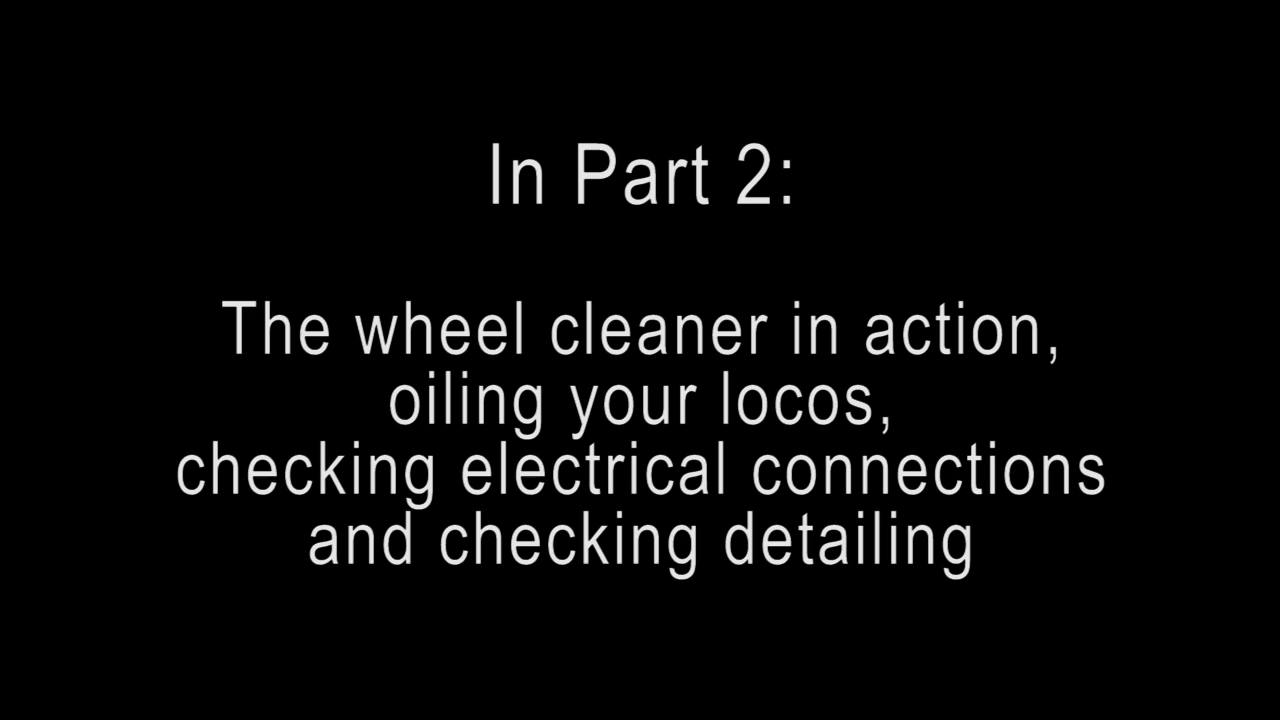 In Part 2:
The wheel cleaner in action,
oiling your locos,
checking electrical connections
and checking detailing